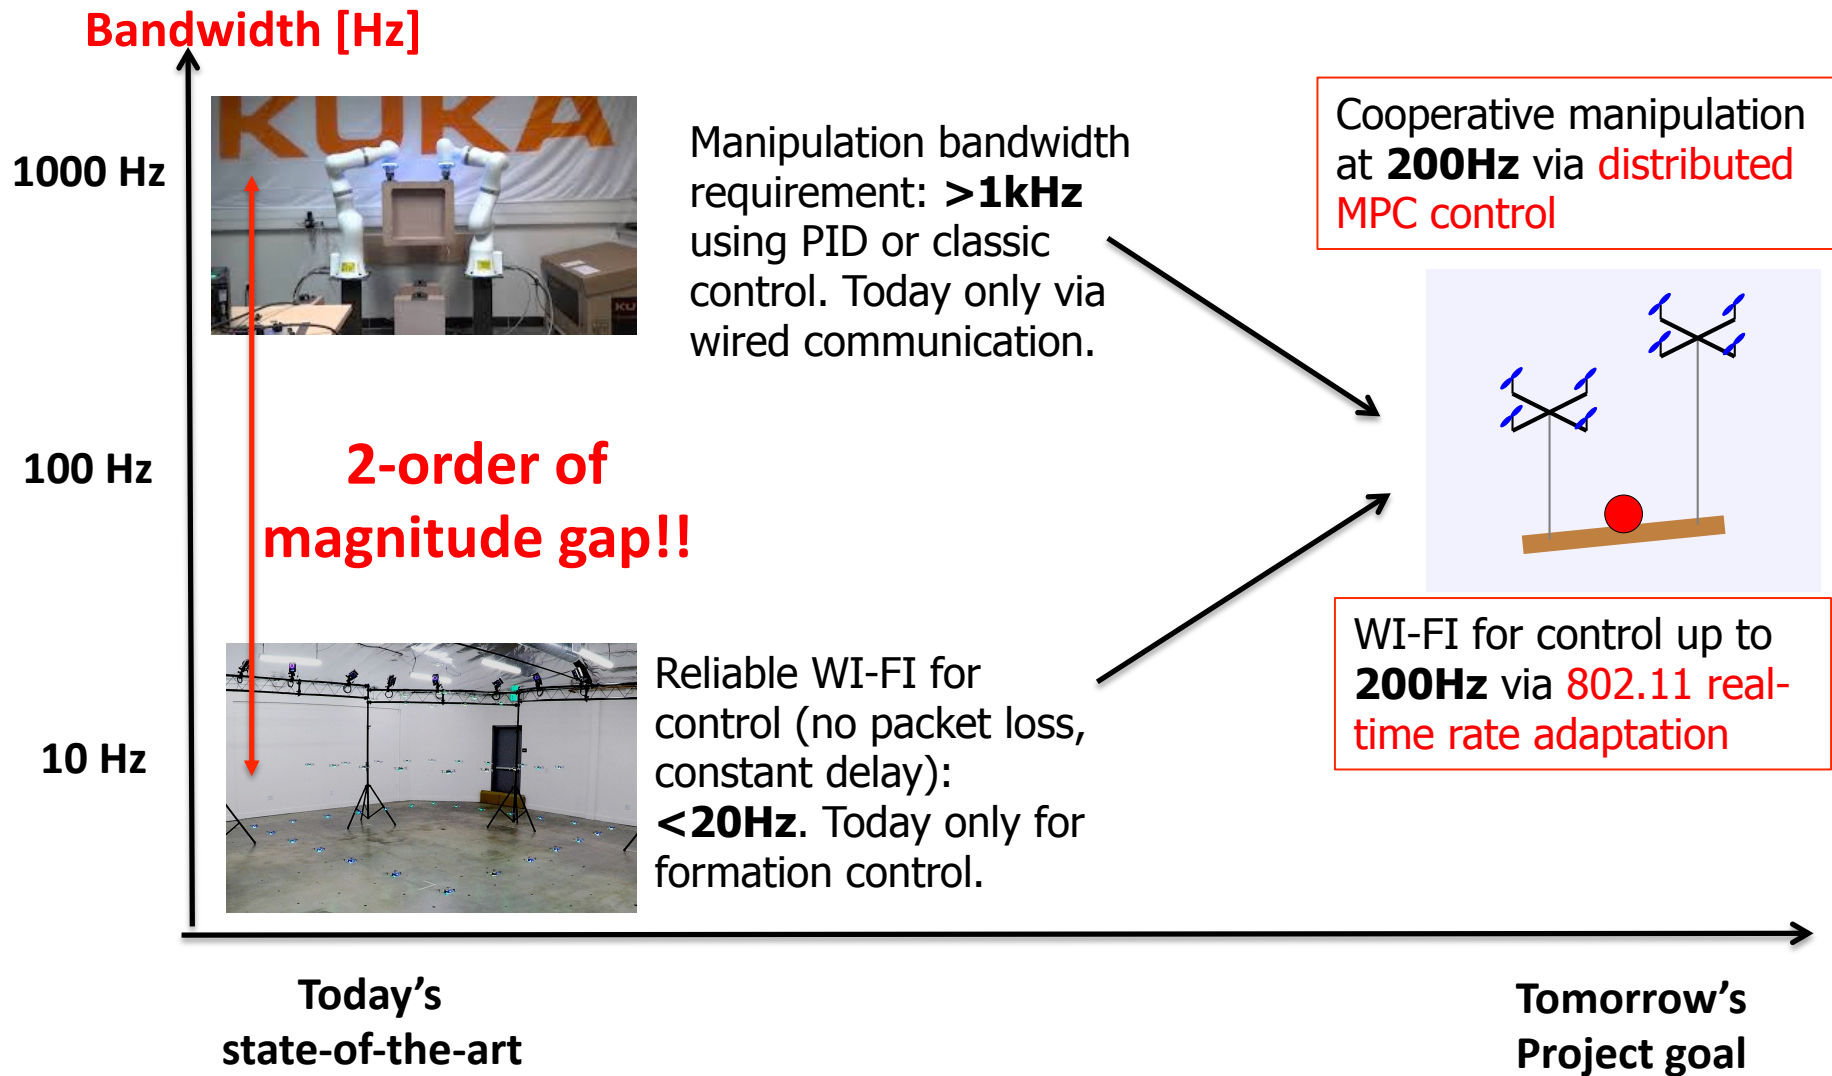 Bandwidth [Hz]
1000 Hz
100 Hz
10 Hz
KUKA
Manipulation bandwidth
requirement: >1kHz
using PID or classic
control. Today only via
wired communication.
2-order of
magnitude gap!!
Reliable WI-FI for
control (no packet loss,
constant delay):
<20Hz. Today only for
formation control.
Cooperative manipulation
at 200Hz via distributed
MPC control
WI-FI for control up to
200Hz via 802.11 real-
time rate adaptation
Today’s
state-of-the-art
Tomorrow’s
Project goal